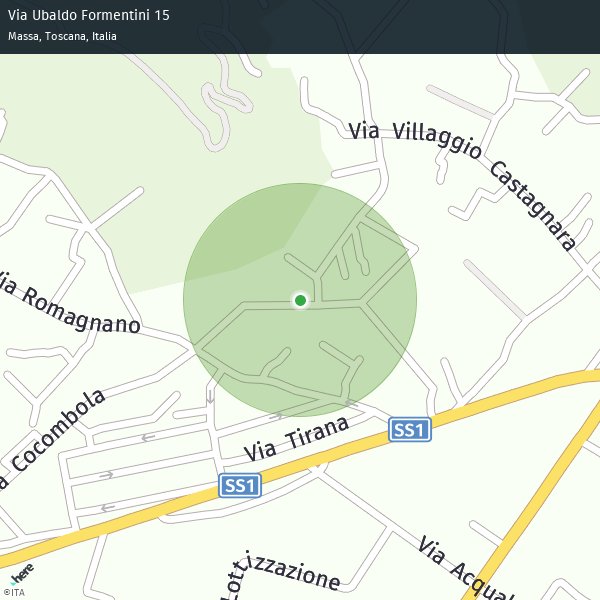 Via Ubaldo Formentini 15
Massa, Toscana, Italia
Via Villaggio Castagnara
Via Romagnano
Via Cocombola
Via Tirana
SS1
SS1
Lottizzazione
Via Acqual
here
©ITA